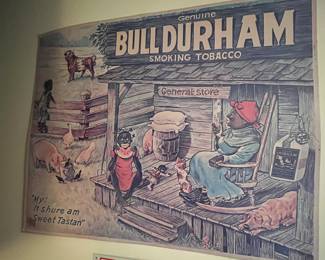 Genuine
BULL DURHAM
SMOKING TOBACCO
General store
"My!
It shure am
Sweet Tastan"